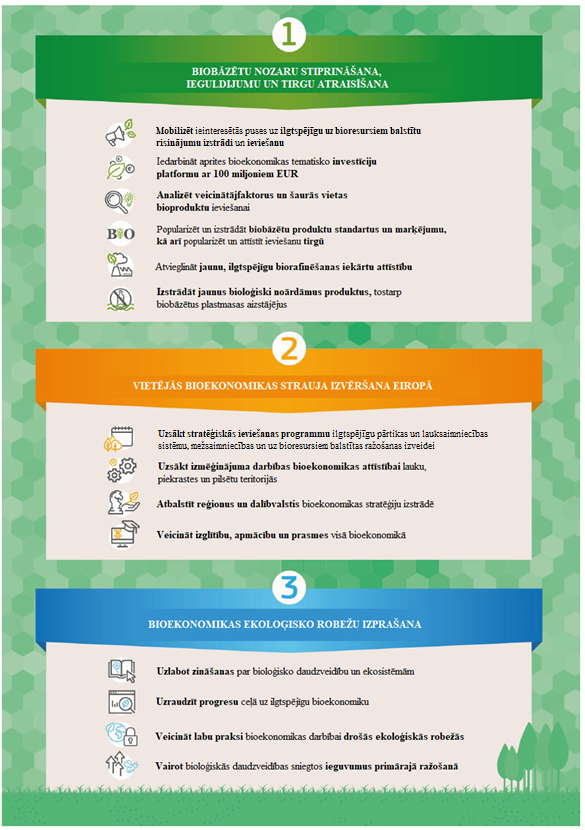 1
BIOBĀZĒTU NOZARU STIPRINĀŠANA,
IEGULDIJUMU UN TIRGU ATRAISĪŠANA
Mobilizēt ieinteresētās puses uz ilgtspējīgu uz bioresursiem balstītu
risinājumu izstrādi un ieviešanu
Iedarbināt aprites bioekonomikas tematisko investīciju
platformu ar 100 miljoniem EUR
Analizēt veicinātājfaktorus un šaurās vietas
bioproduktu ieviešanai
BIO
Popularizēt un izstrādāt biobāzētu produktu standartus un marķējumu,
kā arī popularizēt un attīstīt ieviešanu tirgū
Atvieglināt jaunu, ilgtspējīgu biorafinēšanas iekārtu attīstību
Izstrādāt jaunus bioloģiski noārdāmus produktus, tostarp
biobāzētus plastmasas aizstājējus
2
VIETĒJĀS BIOEKONOMIKAS STRAUJA IZVĒRŠANA EIROPĀ
Uzsākt stratēģiskās ieviešanas programmu ilgtspējīgu pārtikas un lauksaimniecības
sistēmu, mežsaimniecības un uz bioresursiem balstītas ražošanas izveidei
Uzsākt izmēģinājuma darbības bioekonomikas attīstībai lauku,
piekrastes un pilsētu teritorijās
Atbalstīt reģionus un dalībvalstis bioekonomikas stratēģiju izstrādē
Veicināt izglītību, apmācību un prasmes visā bioekonomikā
3
BIOEKONOMIKAS EKOLOĢISKO ROBEŽU IZPRAŠANA
Uzlabot zināšanas par bioloģisko daudzveidību un ekosistēmām
Uzraudzīt progresu ceļā uz ilgtspējīgu bioekonomiku
Veicināt labu praksi bioekonomikas darbībai drošās ekoloģiskās robežās
Vairot bioloģiskās daudzveidības sniegtos ieguvumus primārajā ražošanā